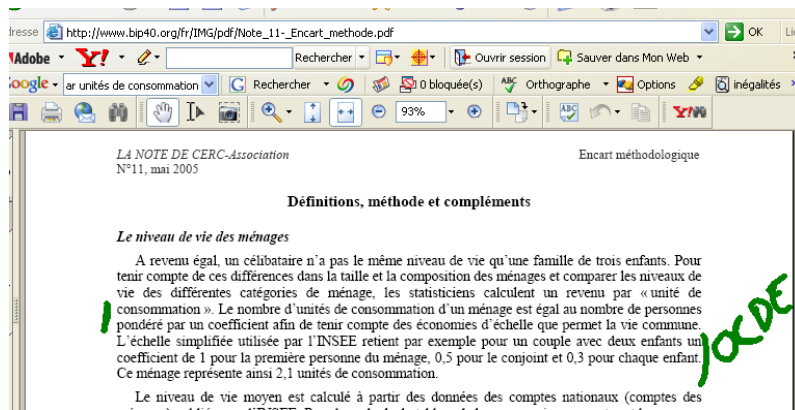 dresse http://www.bip40.org/fr/IMG/pdf/Note_11-_Encart_methode.pdf OK Li
Adobe Y! Rechercher Ouvrir session Sauver dans Mon Web
Google ar unités de consommation G Rechercher 0 bloquée(s) ABC Orthographe Options inégalités
93% ABC Y!
LA NOTE DE CERC-Association Encart méthodologique
N°11, mai 2005
Définitions, méthode et compléments
Le niveau de vie des ménages
A revenu égal, un célibataire n’a pas le même niveau de vie qu’une famille de trois enfants. Pour
tenir compte de ces différences dans la taille et la composition des ménages et comparer les niveaux de
vie des différentes catégories de ménage, les statisticiens calculent un revenu par « unité de
consommation ». Le nombre d’unités de consommation d’un ménage est égal au nombre de personnes
pondéré par un coefficient afin de tenir compte des économies d’échelle que permet la vie commune.
L’échelle simplifiée utilisée par l’INSEE retient par exemple pour un couple avec deux enfants un
coefficient de 1 pour la première personne du ménage, 0,5 pour le conjoint et 0,3 pour chaque enfant.
Ce ménage représente ainsi 2,1 unités de consommation.
OCDE
Le niveau de vie moyen est calculé à partir des données des comptes nationaux (comptes des